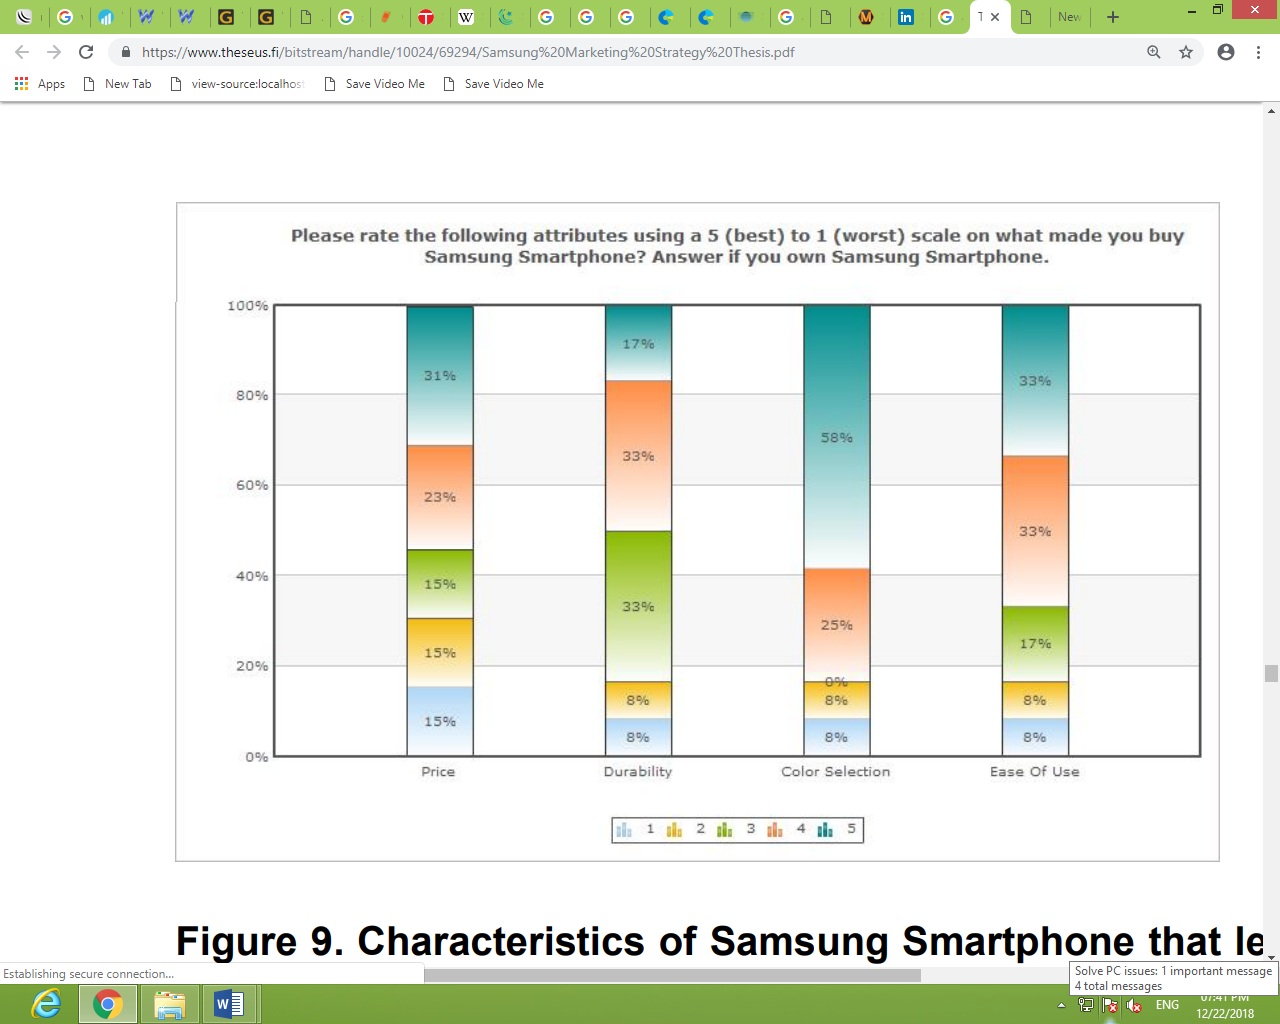 T
New
https://www.theseus.fi/bitstream/handle/10024/69294/Samsung%20Marketing%20Strategy%20Thesis.pdf
Apps New Tab view-source:localhost Save Video Me Save Video Me
Please rate the following attributes using a 5 (best) to 1 (worst) scale on what made you buy
Samsung Smartphone? Answer if you own Samsung Smartphone.
100%
80%
60%
40%
20%
0%
31%
23%
15%
15%
15%
17%
33%
33%
8%
8%
58%
25%
0%
8%
8%
33%
33%
17%
8%
8%
Price Durability Color Selection Ease Of Use
1 2 3 4 5
Figure 9. Characteristics of Samsung Smartphone that le
Establishing secure connection...
Solve PC issues: 1 important message
4 total messages
ENG
07:41 PM
12/22/2018